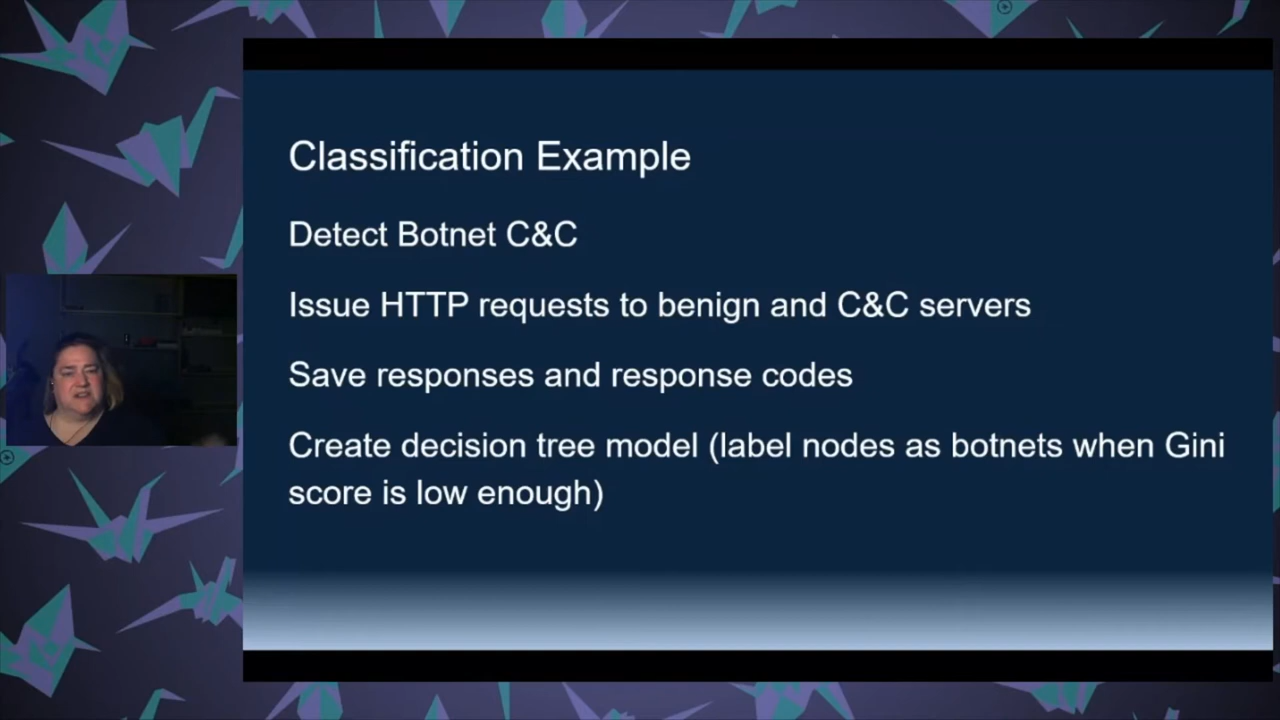 Classification Example
Detect Botnet C&C
Issue HTTP requests to benign and C&C servers
Save responses and response codes
Create decision tree model (label nodes as botnets when Gini
score is low enough)